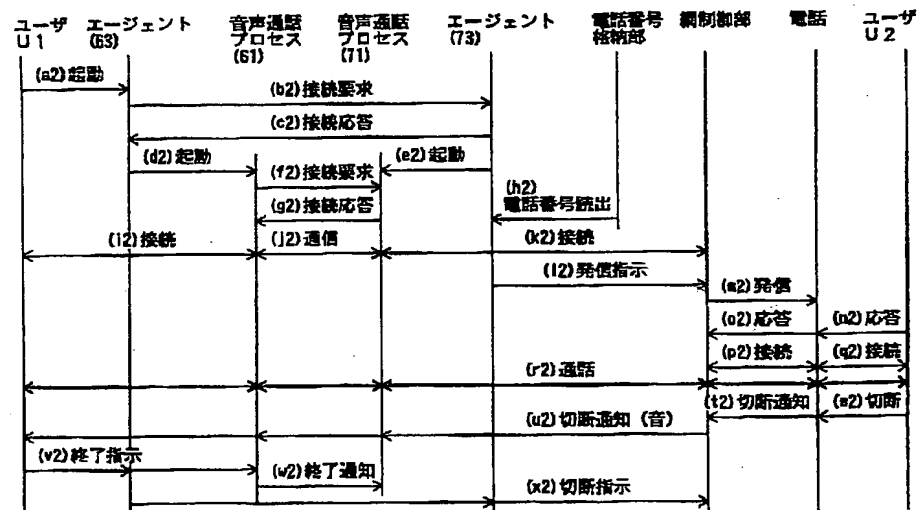 ユーザ
U1
エージェント
(63)
音声通話
プロセス
(61)
音声通話
プロセス
(71)
エージェント
(73)
電話番号
格納部
網制御部
電話
ユーザ
U2
(a2)起動
(b2)接続要求
(c2)接続応答
(d2)起動
(e2)起動
(f2)接続要求
(g2)接続応答
(h2)
電話番号読出
(i2)接続
(j2)通信
(k2)接続
(l2)発信指示
(m2)発信
(o2)応答
(n2)応答
(p2)接続
(q2)接続
(r2)通話
(t2)切断通知
(s2)切断
(u2)切断通知(音)
(v2)終了指示
(w2)終了通知
(x2)切断指示